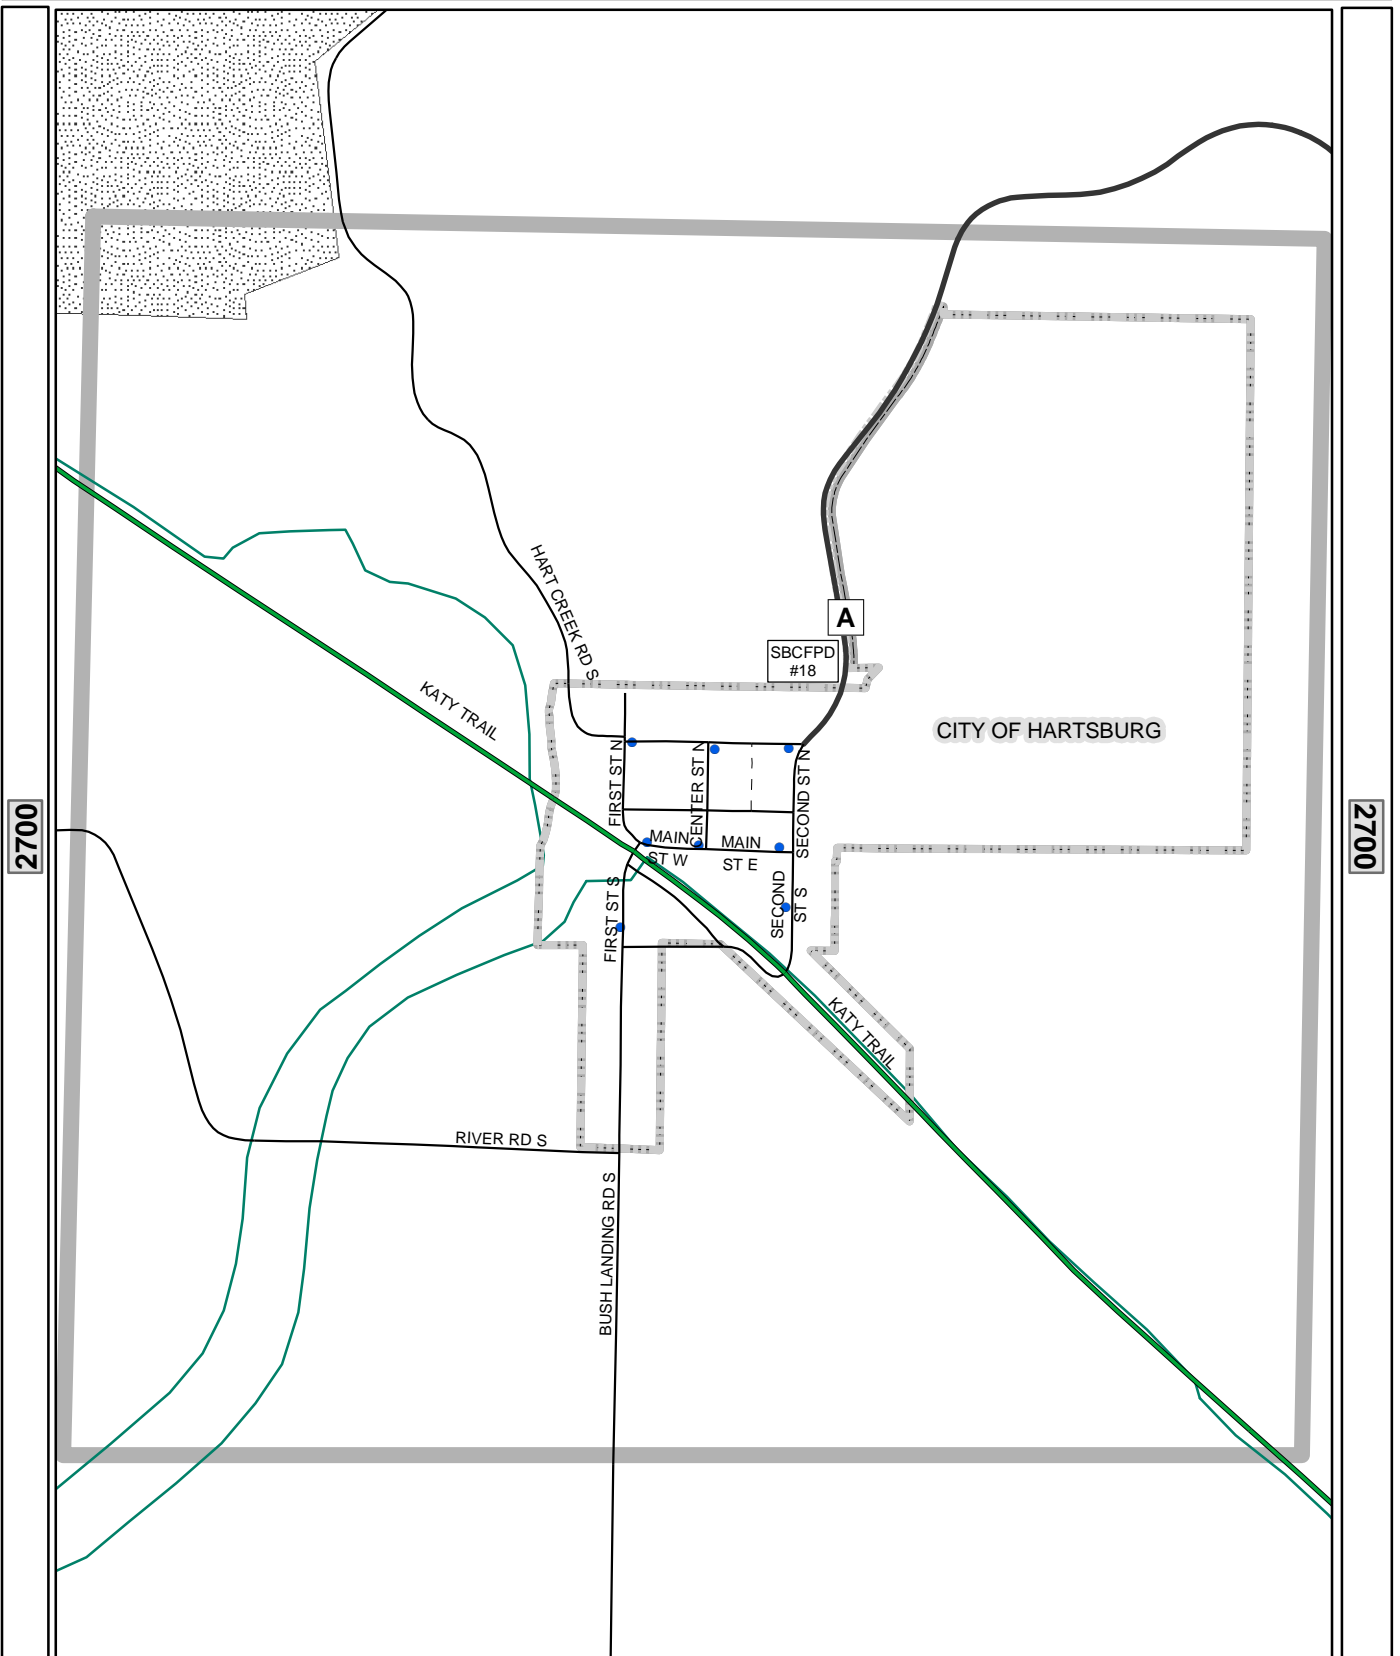 HART CREEK RD S
A
SBCFPD
#18
KATY TRAIL
CITY OF HARTSBURG
FIRST ST N
CENTER ST N
SECOND ST N
2700
2700
MAIN
ST W
MAIN
ST E
FIRST ST S
SECOND
ST S
KATY TRAIL
RIVER RD S
BUSH LANDING RD S